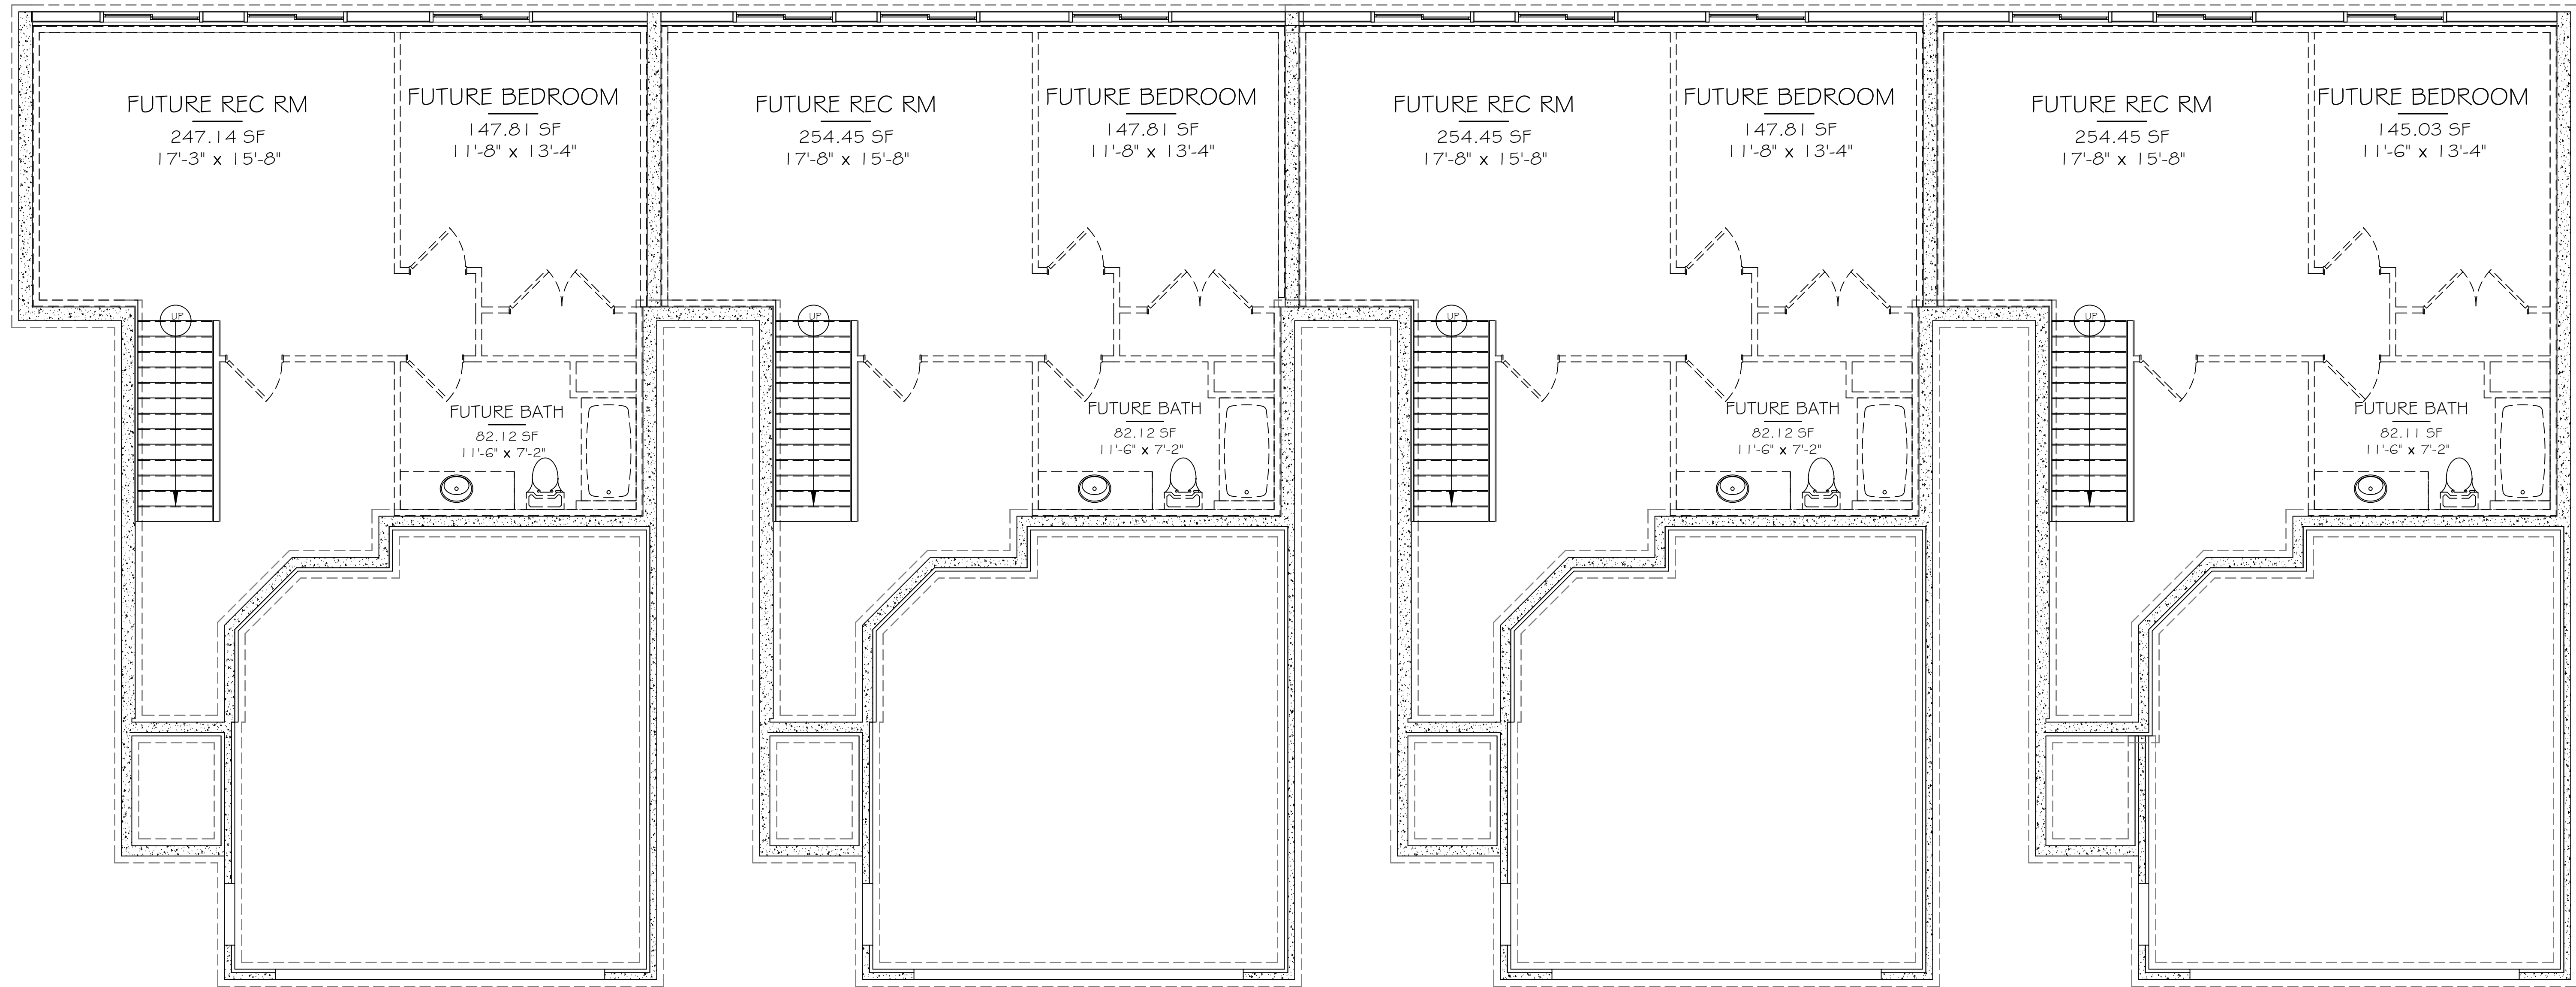 FUTURE REC RM
247.14 SF
17'-3" x 15'-8"
FUTURE BEDROOM
147.81 SF
11'-8" x 13'-4"
FUTURE REC RM
254.45 SF
17'-8" x 15'-8"
FUTURE BEDROOM
147.81 SF
11'-8" x 13'-4"
FUTURE REC RM
254.45 SF
17'-8" x 15'-8"
FUTURE BEDROOM
147.81 SF
11'-8" x 13'-4"
FUTURE REC RM
254.45 SF
17'-8" x 15'-8"
FUTURE BEDROOM
145.03 SF
11'-6" x 13'-4"
UP
UP
UP
UP
FUTURE BATH
82.12 SF
11'-6" x 7'-2"
FUTURE BATH
82.12 SF
11'-6" x 7'-2"
FUTURE BATH
82.12 SF
11'-6" x 7'-2"
FUTURE BATH
82.11 SF
11'-6" x 7'-2"